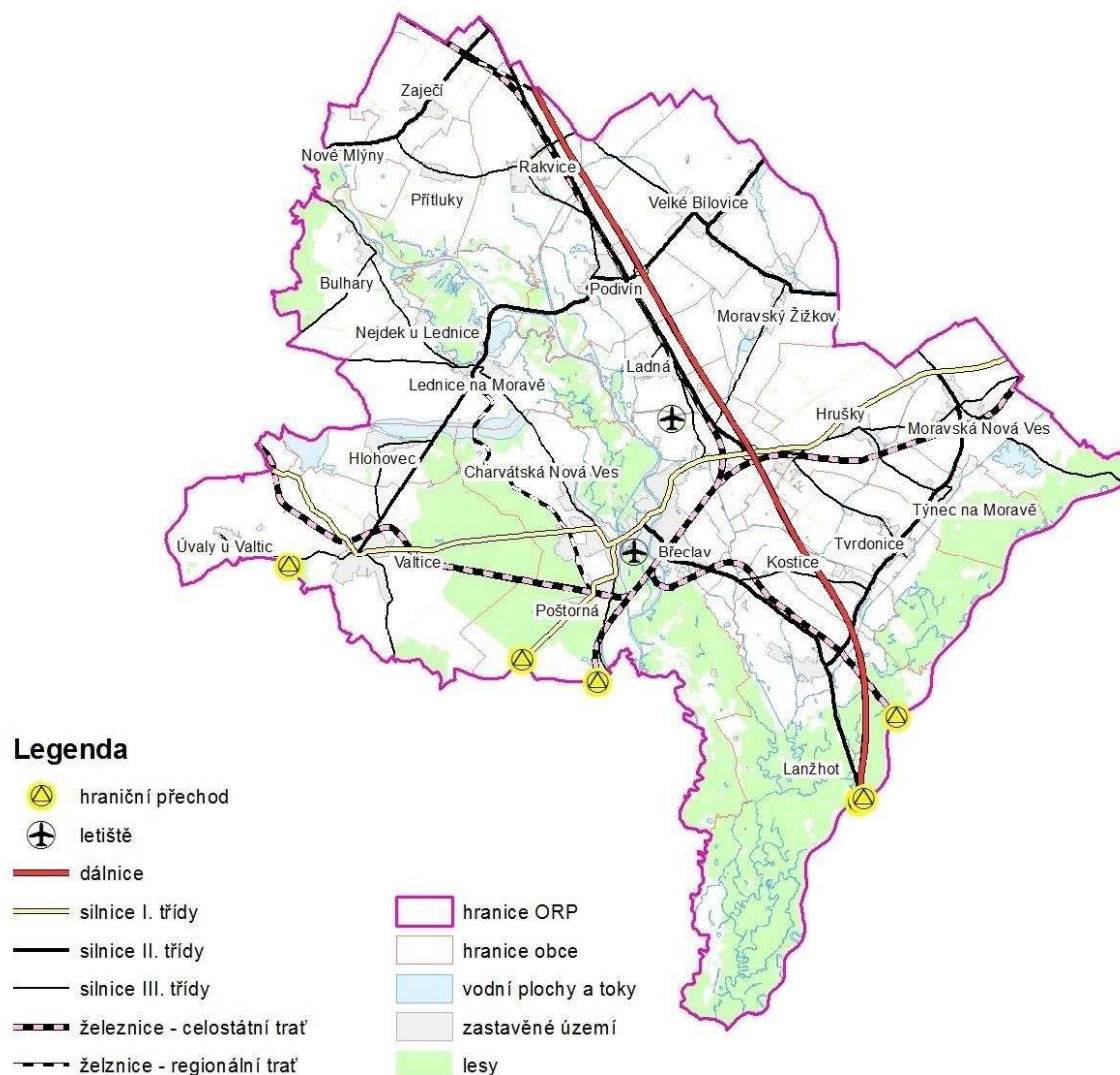 Zaječí
Nové Mlýny
Rakvice
Přítluky
Velké Bílovice
Bulhary
Podivín
Moravský Žižkov
Nejdek u Lednice
Ladná
Lednice na Moravě
Hrušky
Moravská Nová Ves
Hlohovec
Charvátská Nová Ves
Týnec na Moravě
Úvaly u Valtic
Valtice
Břeclav
Tvrdonice
Kostice
Poštorná
Lanžhot
Legenda
hraniční přechod
letiště
dálnice
silnice I. třídy
silnice II. třídy
silnice III. třídy
železnice - celostátní trať
želznice - regionální trať
hranice ORP
hranice obce
vodní plochy a toky
zastavěné území
lesy